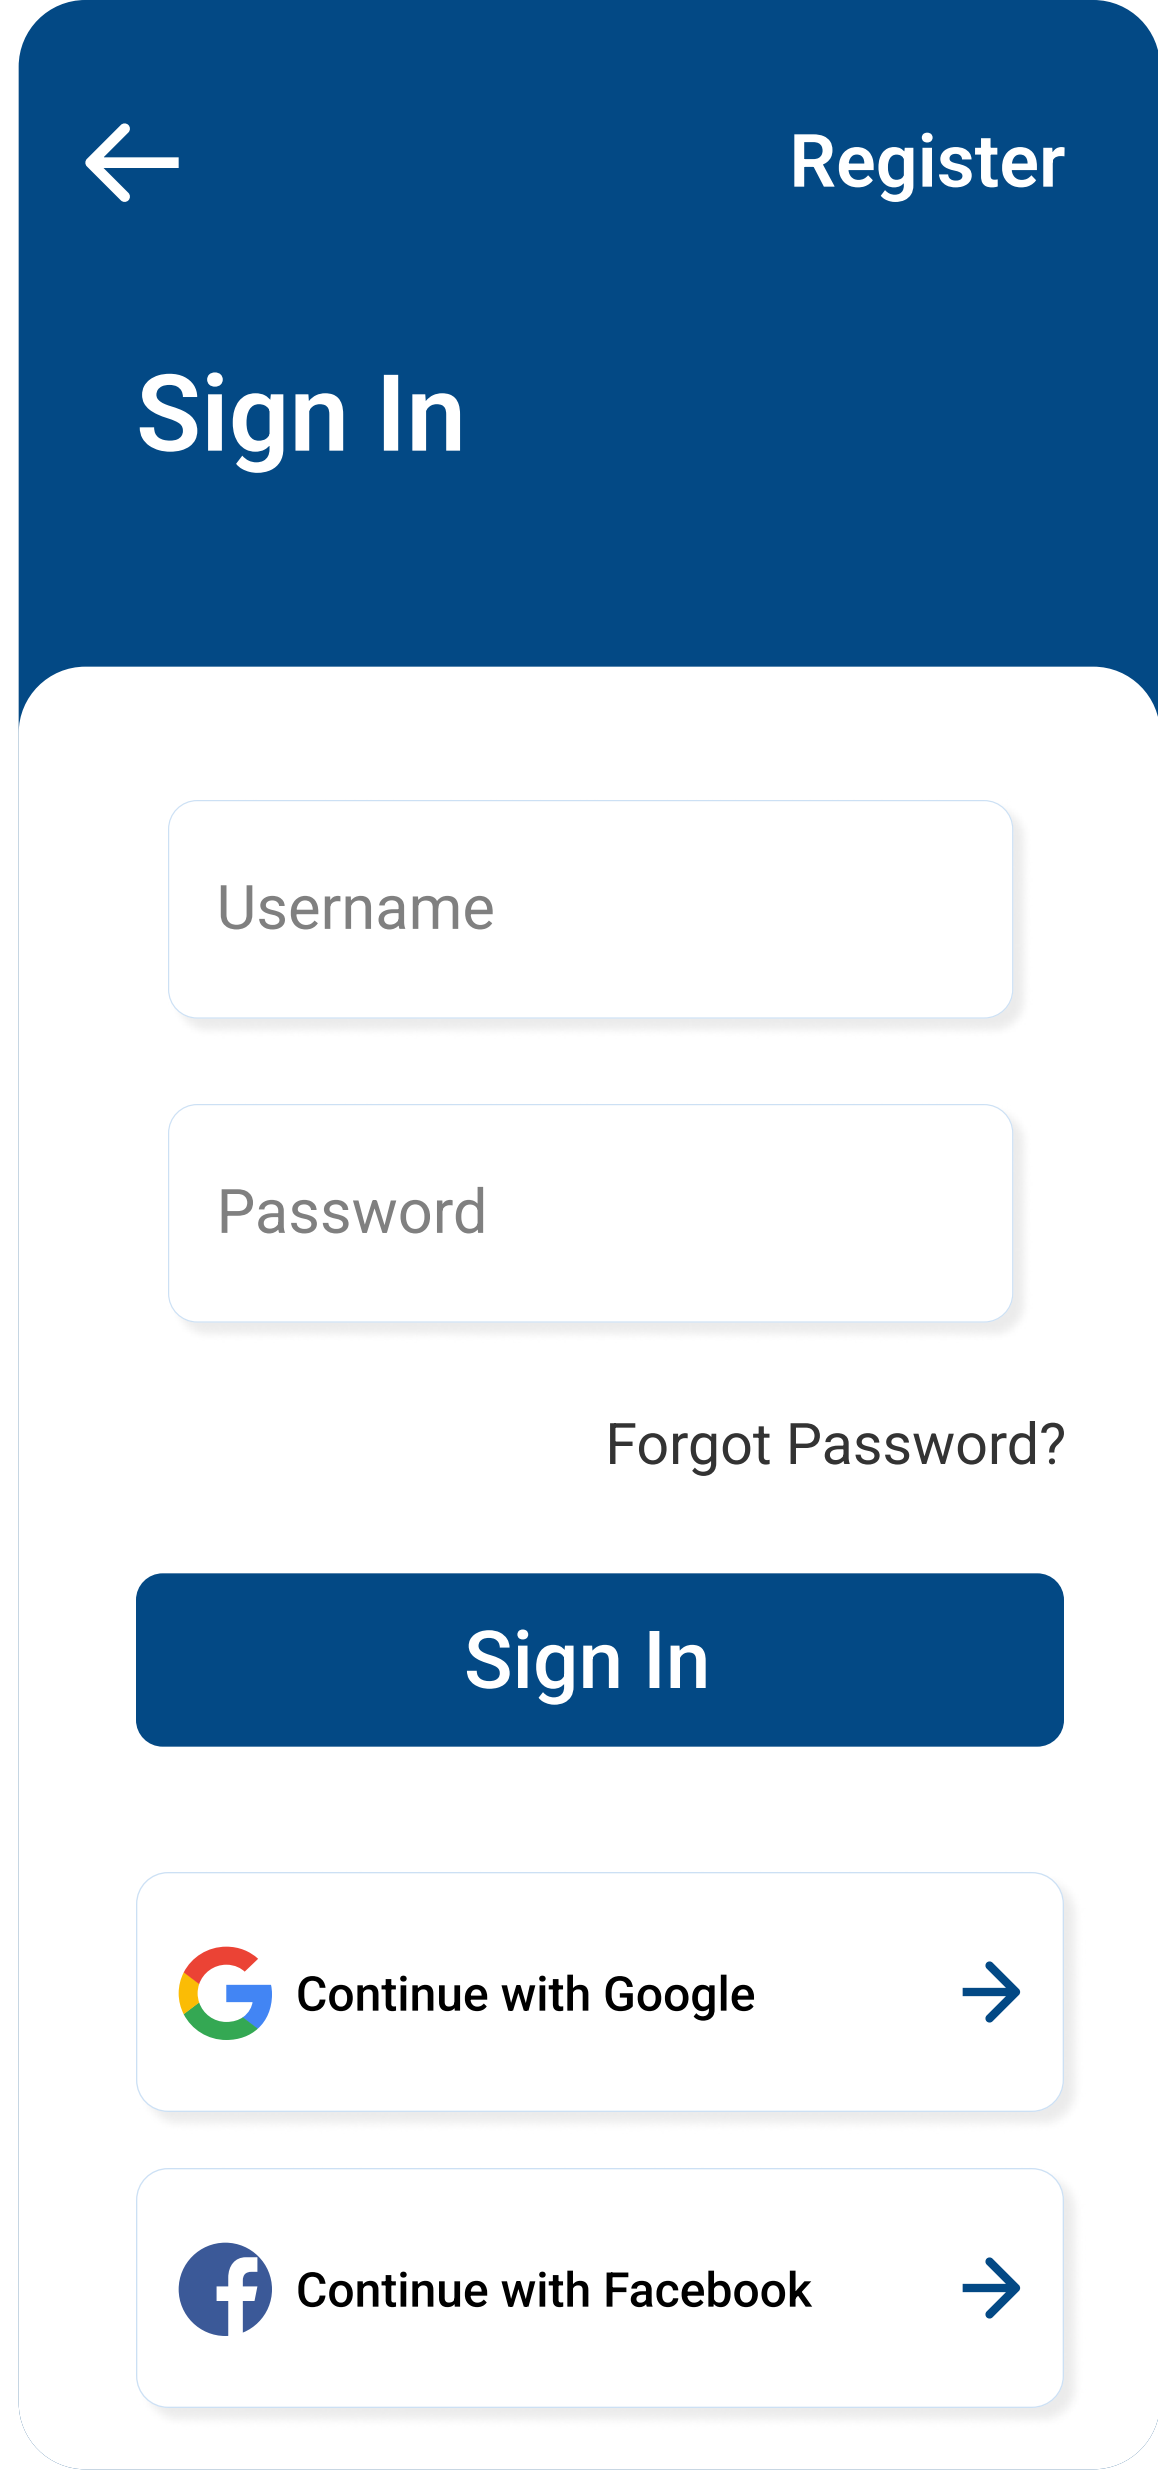 Register
Sign In
Username
Password
Forgot Password?
Sign In
Continue with Google
Continue with Facebook